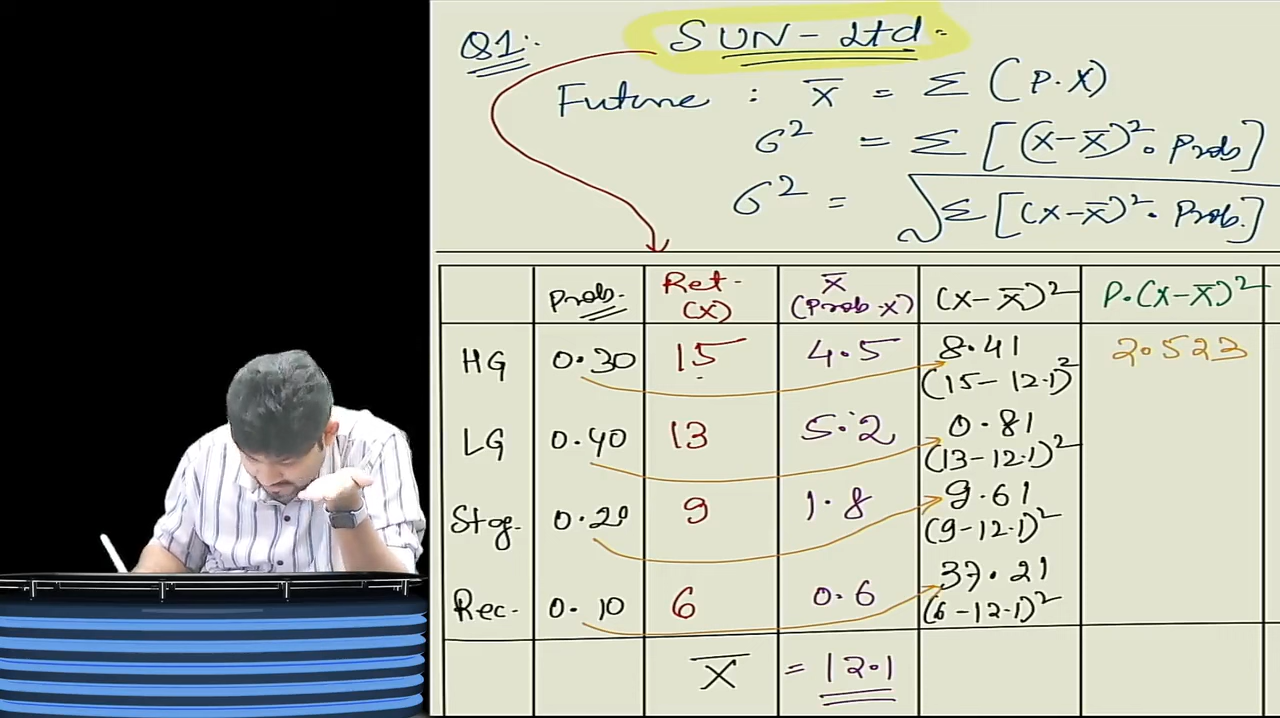 Q1:.
SUN-Ltd.
Future : X̅ = Σ (P.X)
σ² = Σ [(X-X̅)². Prob]
σ² = √Σ [(X-X̅)². Prob.]
Prob. Ret. (X) X̅ (Prob.X) (X-X̅)² P.(X-X̅)²
HG 0.30 15 4.5 8.41 2.523
(15-12.1)²
LG 0.40 13 5.2 0.81
(13-12.1)²
Stag. 0.20 9 1.8 9.61
(9-12.1)²
Rec. 0.10 6 0.6 37.21
(6-12.1)²
X̅ = 12.1